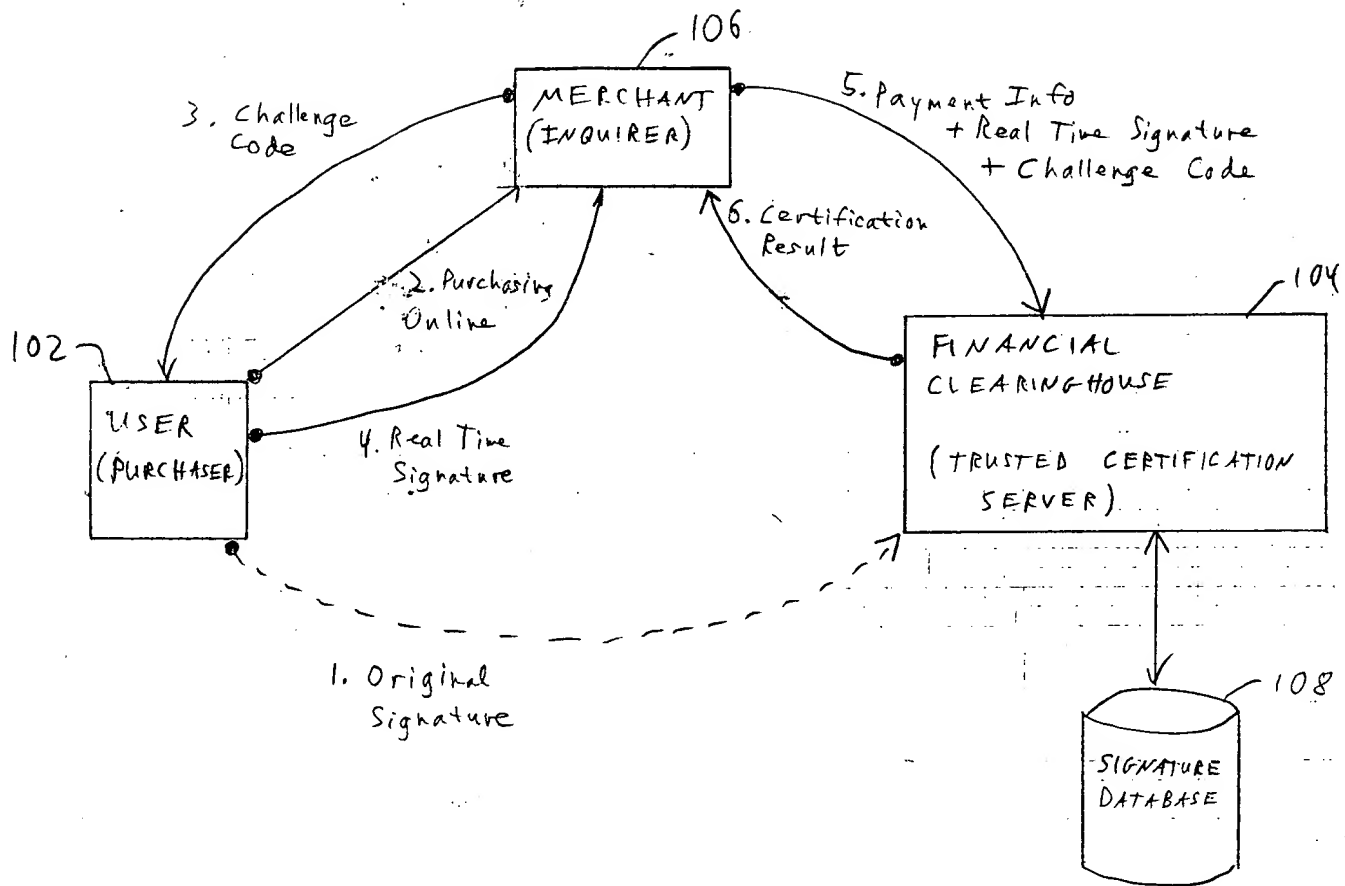 106
MERCHANT
(INQUIRER)
3. Challenge
Code
5. Payment Info
+ Real Time Signature
+ Challenge Code
6. Certification
Result
2. Purchasing
Online
104
FINANCIAL
CLEARINGHOUSE
(TRUSTED CERTIFICATION
SERVER)
102
USER
(PURCHASER)
4. Real Time
Signature
1. Original
Signature
108
SIGNATURE
DATABASE